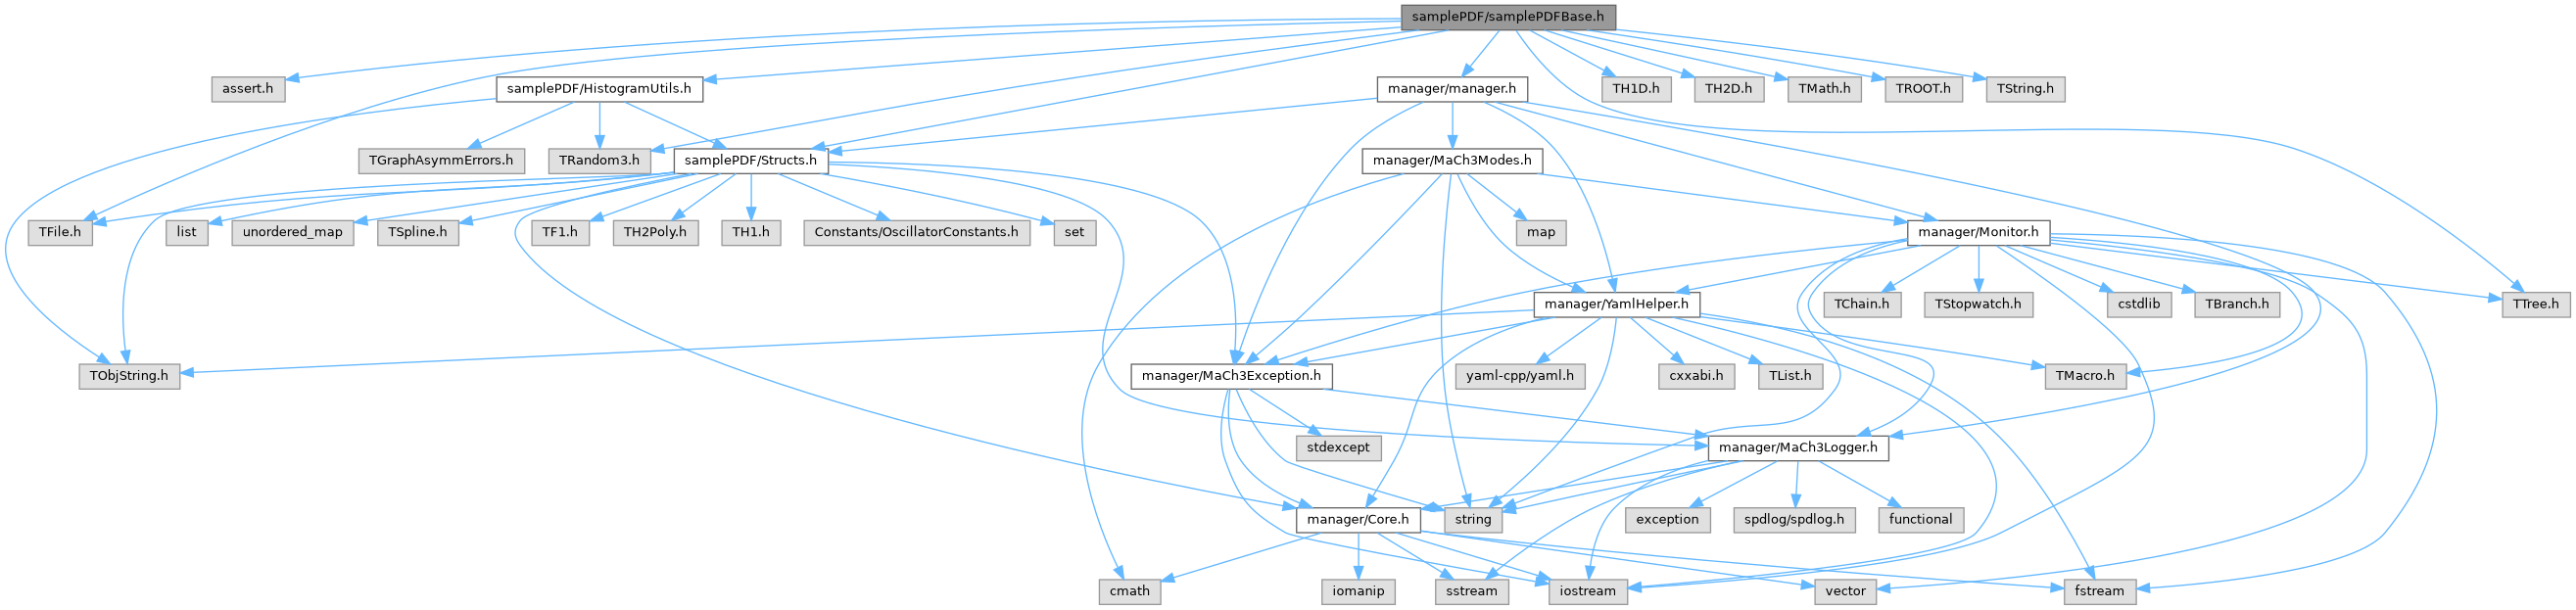 samplePDF/samplePDFBase.h
assert.h
samplePDF/HistogramUtils.h
manager/manager.h
TH1D.h
TH2D.h
TMath.h
TROOT.h
TString.h
TGraphAsymmErrors.h
TRandom3.h
samplePDF/Structs.h
manager/MaCh3Modes.h
TFile.h
list
unordered_map
TSpline.h
TF1.h
TH2Poly.h
TH1.h
Constants/OscillatorConstants.h
set
map
manager/Monitor.h
manager/YamlHelper.h
TChain.h
TStopwatch.h
cstdlib
TBranch.h
TTree.h
TObjString.h
manager/MaCh3Exception.h
yaml-cpp/yaml.h
cxxabi.h
TList.h
TMacro.h
stdexcept
manager/MaCh3Logger.h
manager/Core.h
string
exception
spdlog/spdlog.h
functional
cmath
iomanip
sstream
iostream
vector
fstream